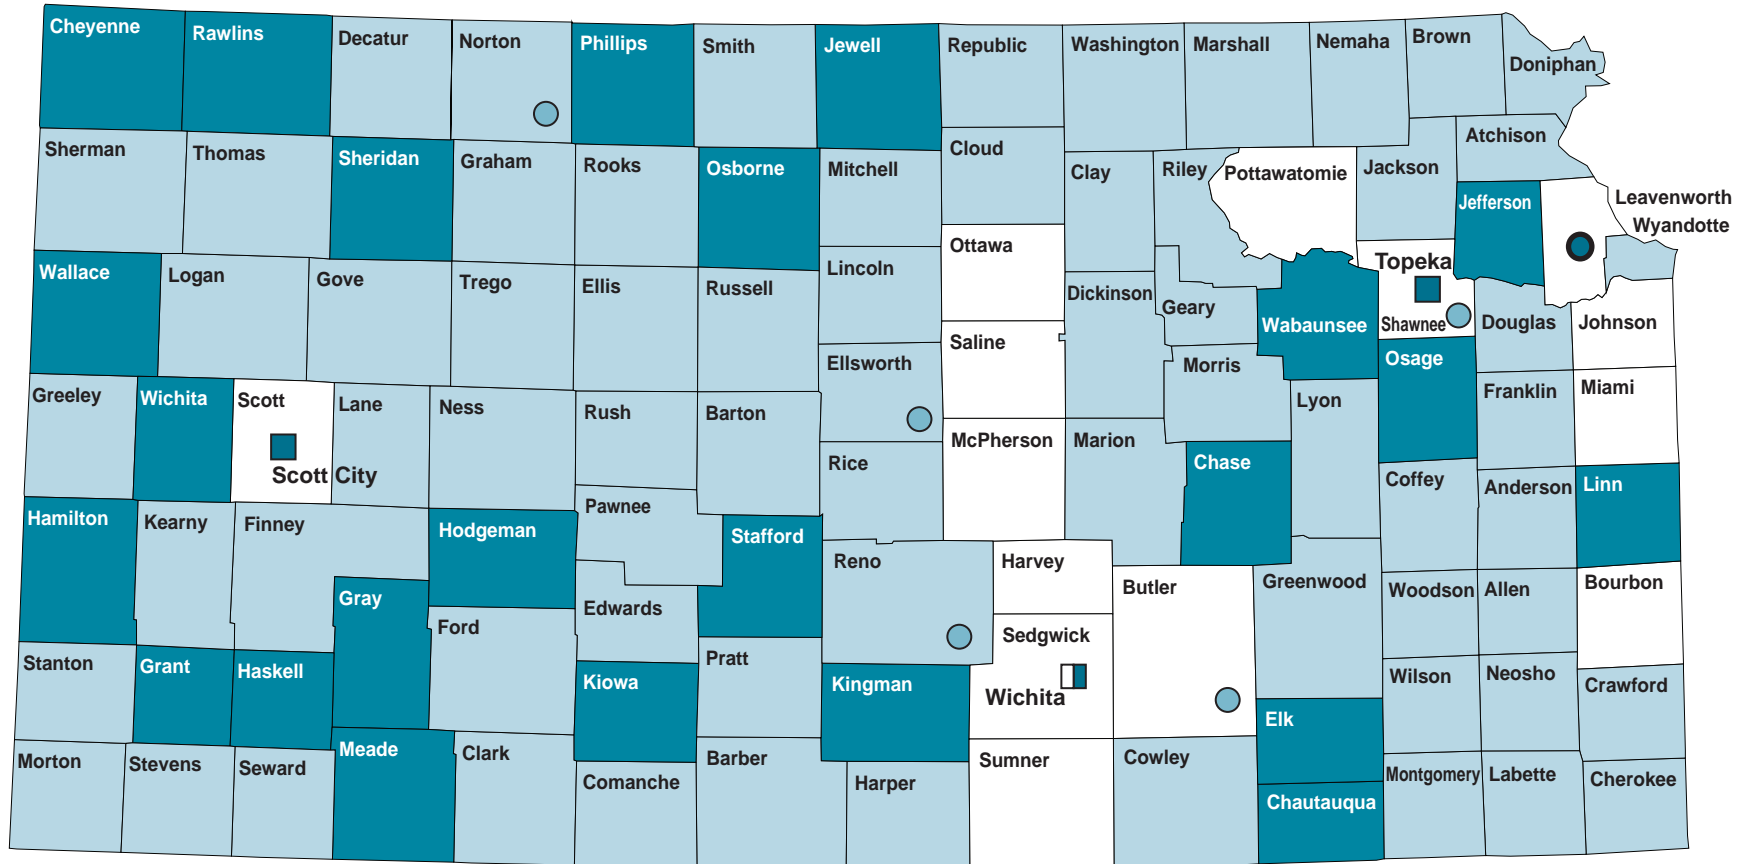 Cheyenne
Rawlins
Decatur
Norton
Phillips
Smith
Jewell
Republic
Washington
Marshall
Nemaha
Brown
Doniphan
Sherman
Thomas
Sheridan
Graham
Rooks
Osborne
Mitchell
Cloud
Clay
Riley
Pottawatomie
Jackson
Atchison
Jefferson
Leavenworth
Wyandotte
Wallace
Logan
Gove
Trego
Ellis
Russell
Lincoln
Ottawa
Dickinson
Geary
Wabaunsee
Topeka
Shawnee
Douglas
Johnson
Saline
Ellsworth
Morris
Osage
Greeley
Wichita
Scott
Scott City
Lane
Ness
Rush
Barton
Rice
McPherson
Marion
Chase
Lyon
Franklin
Miami
Coffey
Anderson
Linn
Hamilton
Kearny
Finney
Hodgeman
Pawnee
Stafford
Reno
Harvey
Butler
Greenwood
Woodson
Allen
Bourbon
Gray
Ford
Edwards
Sedgwick
Wichita
Stanton
Grant
Haskell
Kiowa
Pratt
Kingman
Elk
Wilson
Neosho
Crawford
Morton
Stevens
Seward
Meade
Clark
Comanche
Barber
Harper
Sumner
Cowley
Chautauqua
Montgomery
Labette
Cherokee